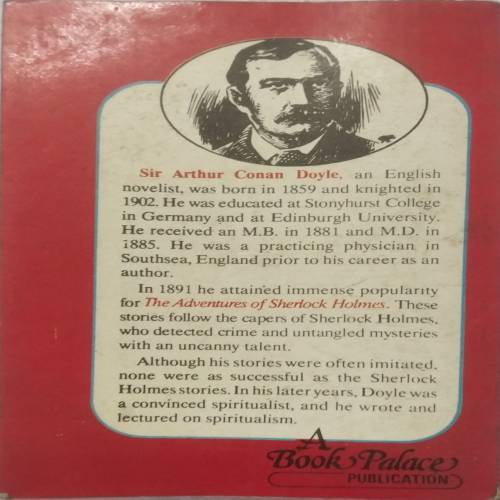 Sir Arthur Conan Doyle, an English
novelist, was born in 1859 and knighted in
1902. He was educated at Stonyhurst College
in Germany and at Edinburgh University.
He received an M.B. in 1881 and M.D. in
1885. He was a practicing physician in
Southsea, England prior to his career as an
author.
In 1891 he attained immense popularity
for The Adventures of Sherlock Holmes. These
stories follow the capers of Sherlock Holmes,
who detected crime and untangled mysteries
with an uncanny talent.
Although his stories were often imitated,
none were as successful as the Sherlock
Holmes stories. In his later years, Doyle was
a convinced spiritualist, and he wrote and
lectured on spiritualism.
A
Book Palace
PUBLICATION